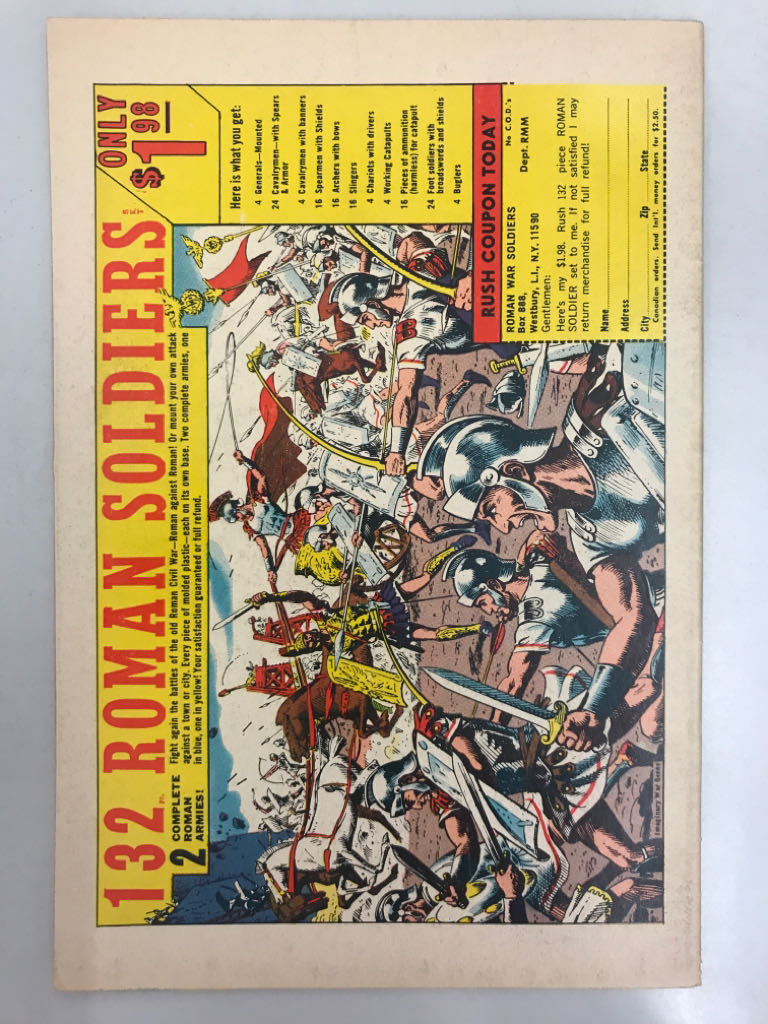 132 Pc. ROMAN SOLDIERS SET
ONLY
$1 98
2 COMPLETE
ROMAN
ARMIES!
Fight again the battles of the old Roman Civil War—Roman against Roman! Or mount your own attack
against a town or city. Every piece of molded plastic—each on its own base. Two complete armies, one
in blue, one in yellow! Your satisfaction guaranteed or full refund.
Here is what you get:
4 Generals—Mounted
24 Cavalrymen—with Spears
& Armor
4 Cavalrymen with banners
16 Spearmen with Shields
16 Archers with bows
16 Slingers
4 Chariots with drivers
4 Working Catapults
16 Pieces of ammunition
(harmless) for catapult
24 Foot soldiers with
broadswords and shields
4 Buglers
RUSH COUPON TODAY
ROMAN WAR SOLDIERS No C.O.D.'s
Box 888, Dept. RMM
Westbury, L.I., N.Y. 11590
Gentlemen:
Here's my $1.98. Rush 132 piece ROMAN
SOLDIER set to me. If not satisfied I may
return merchandise for full refund!
Name
Address
City Zip State
Canadian orders. Send Int'l. money orders for $2.50.
Imaginary War Scene